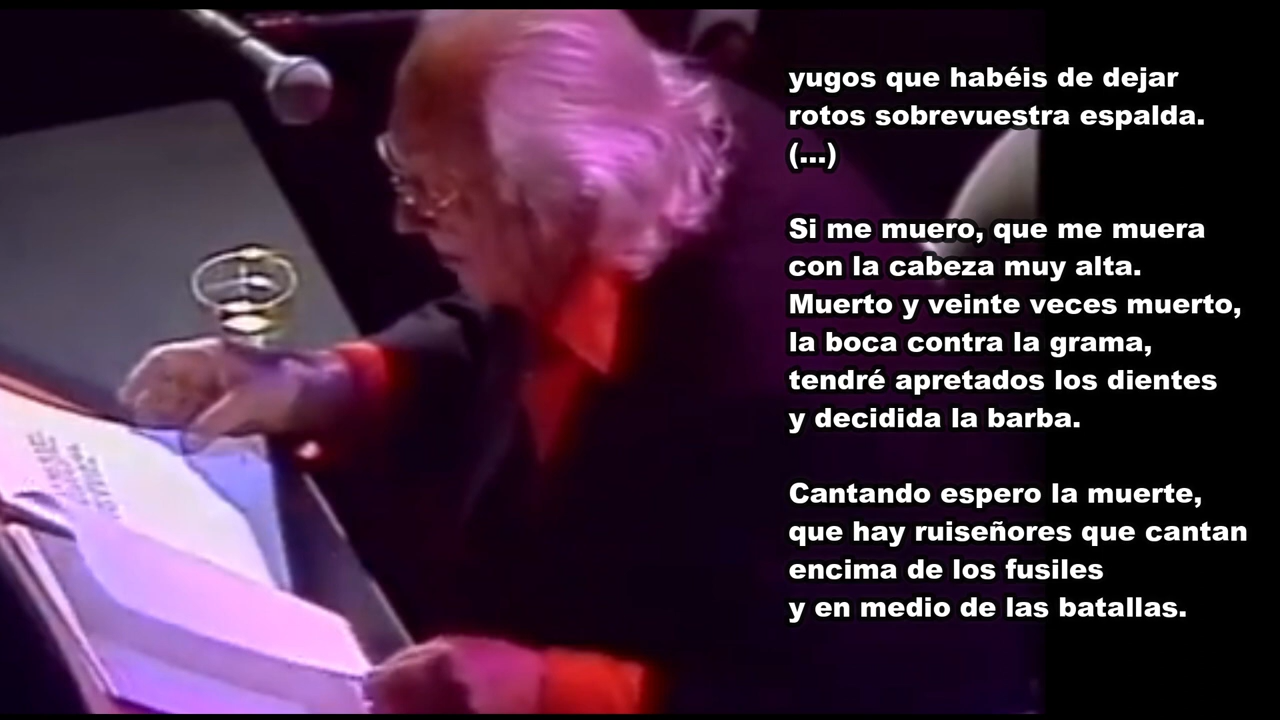 yugos que habéis de dejar
rotos sobrevuestra espalda.
(...)
Si me muero, que me muera
con la cabeza muy alta.
Muerto y veinte veces muerto,
la boca contra la grama,
tendré apretados los dientes
y decidida la barba.
Cantando espero la muerte,
que hay ruiseñores que cantan
encima de los fusiles
y en medio de las batallas.